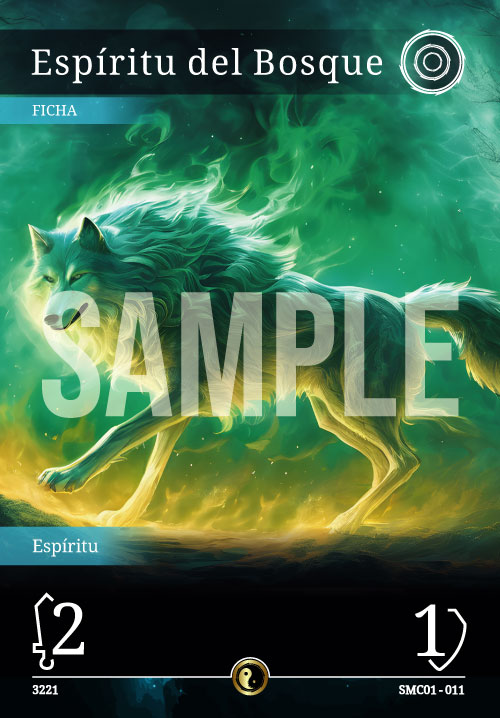 Espíritu del Bosque
FICHA
SAMPLE
Espíritu
2 1
3221 SMC01 - 011